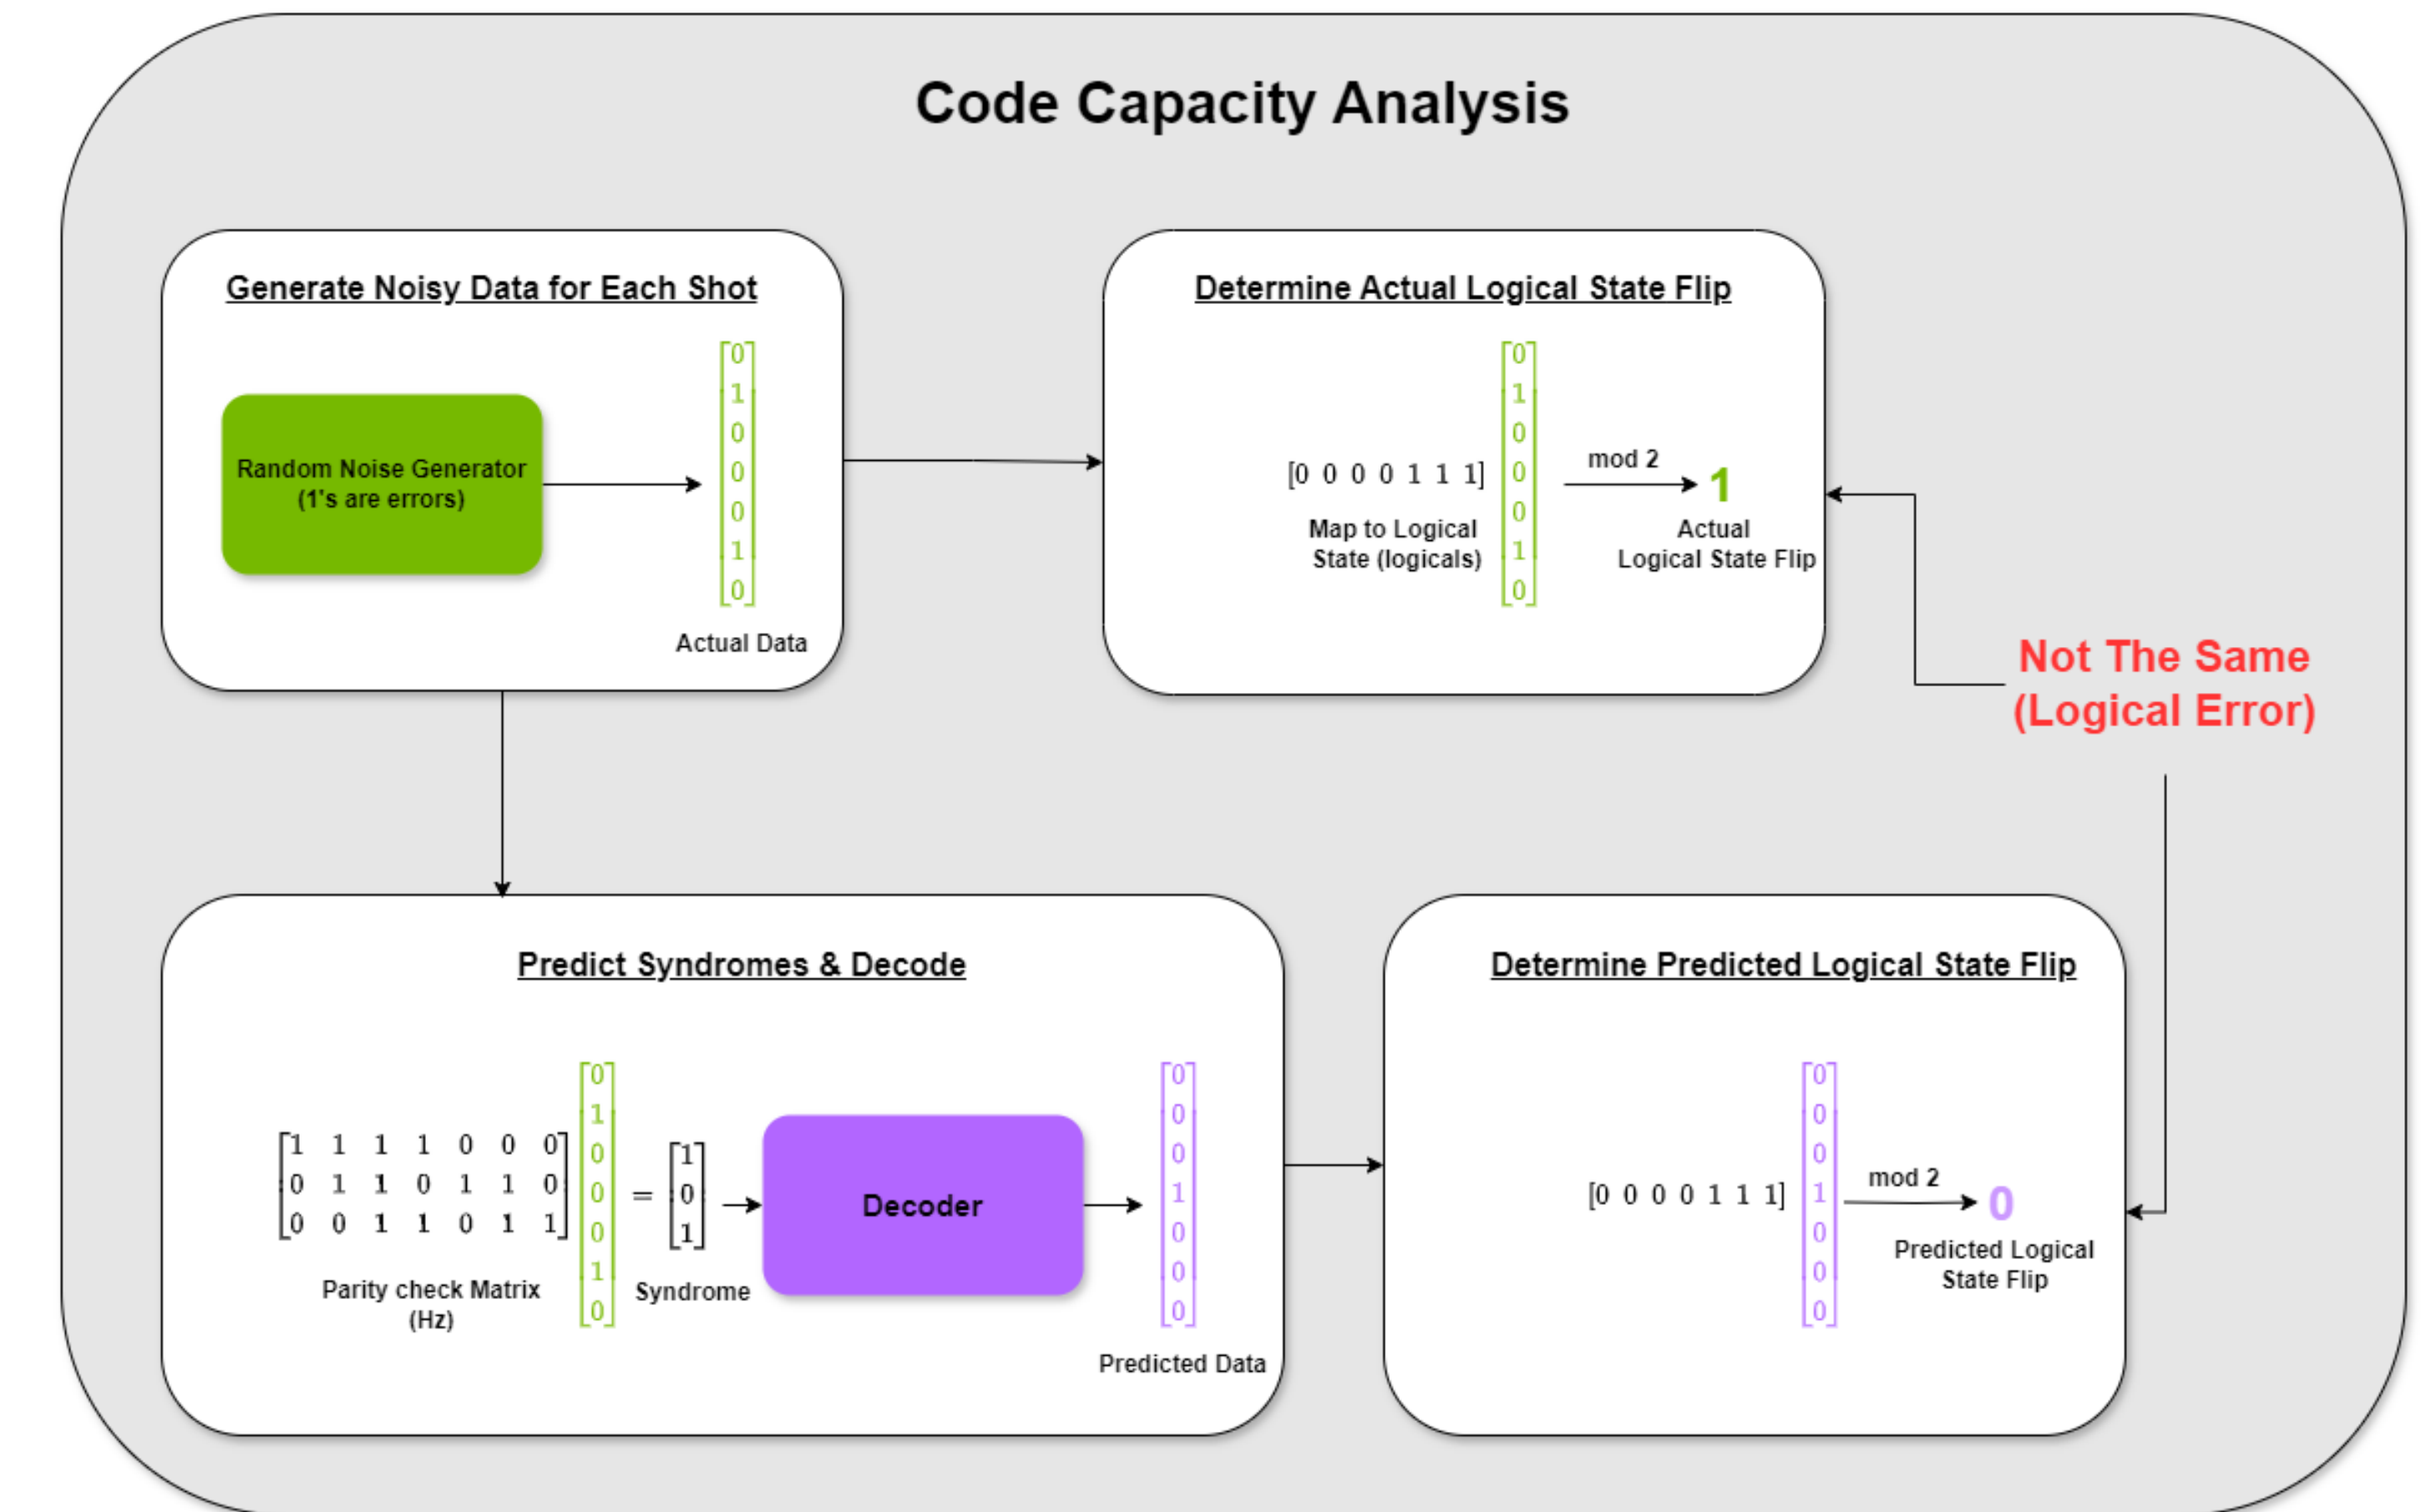 Code Capacity Analysis
Generate Noisy Data for Each Shot
Random Noise Generator
(1's are errors)
[0
1
0
0
0
1
0]
Actual Data
Determine Actual Logical State Flip
[0 0 0 0 1 1 1]
[0
1
0
0
0
1
0]
mod 2
1
Map to Logical
State (logicals)
Actual
Logical State Flip
Not The Same
(Logical Error)
Predict Syndromes & Decode
[1 1 1 1 0 0 0
0 1 1 0 1 1 0
0 0 1 1 0 1 1]
Parity check Matrix
(Hz)
[0
1
0
0
0
1
0]
=
[1
0
1]
Syndrome
Decoder
[0
0
0
1
0
0
0]
Predicted Data
Determine Predicted Logical State Flip
[0 0 0 0 1 1 1]
[0
0
0
1
0
0
0]
mod 2
0
Predicted Logical
State Flip